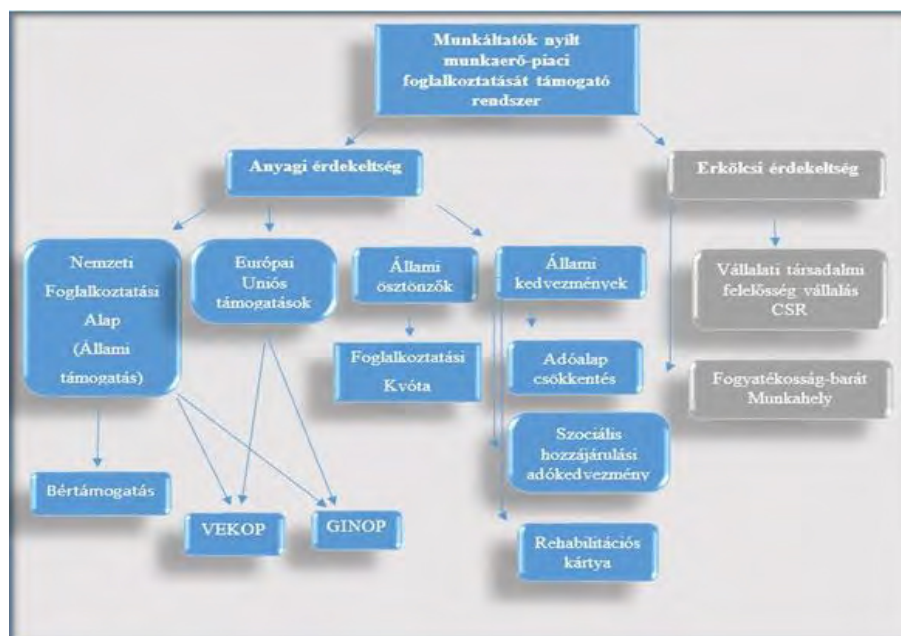 Munkáltatók nyílt
munkaerő-piaci
foglalkoztatását támogató
rendszer
Anyagi érdekeltség
Erkölcsi érdekeltség
Nemzeti
Foglalkoztatási
Alap
(Állami
támogatás)
Európai
Uniós
támogatások
Állami
ösztönzők
Állami
kedvezmények
Vállalati társadalmi
felelősség vállalás
CSR
Foglalkoztatási
Kvóta
Adóalap
csökkentés
Fogyatékosság-barát
Munkahely
Szociális
hozzájárulási
adókedvezmény
Bértámogatás
VEKOP
GINOP
Rehabilitációs
kártya